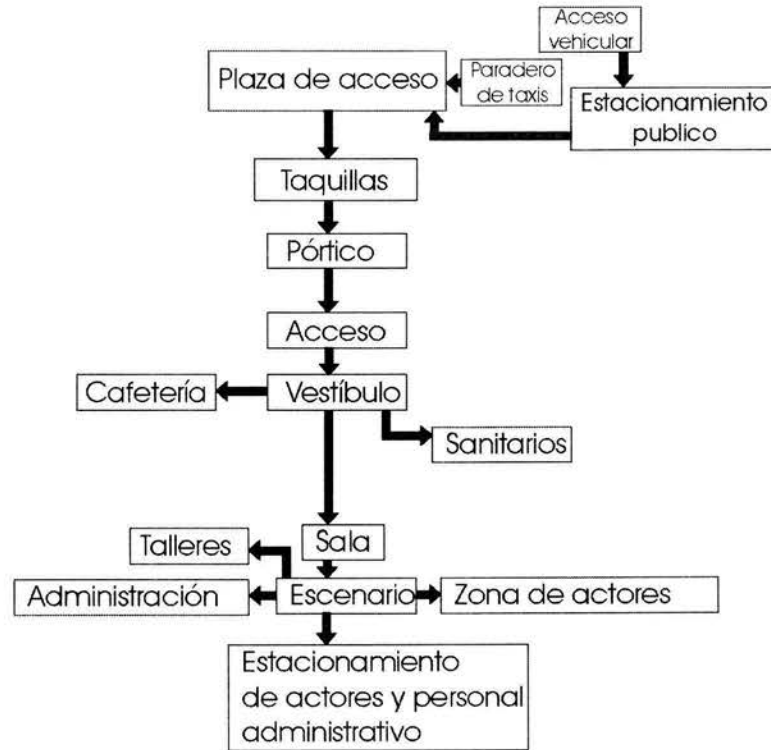 Acceso
vehicular
Plaza de acceso
Paradero
de taxis
Estacionamiento
publico
Taquillas
Pórtico
Acceso
Cafetería
Vestíbulo
Sanitarios
Talleres
Sala
Administración
Escenario
Zona de actores
Estacionamiento
de actores y personal
administrativo